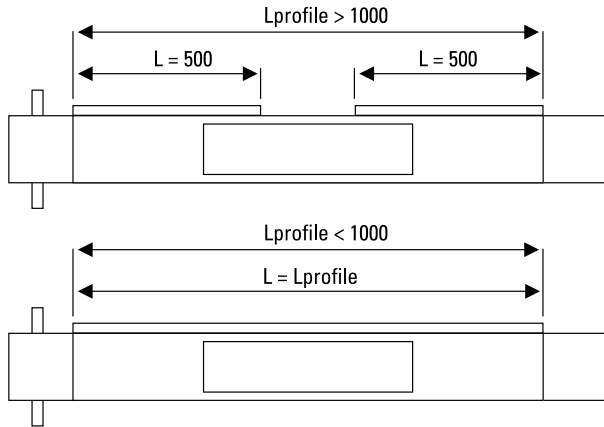 Lprofile > 1000
L = 500 L = 500
Lprofile < 1000
L = Lprofile